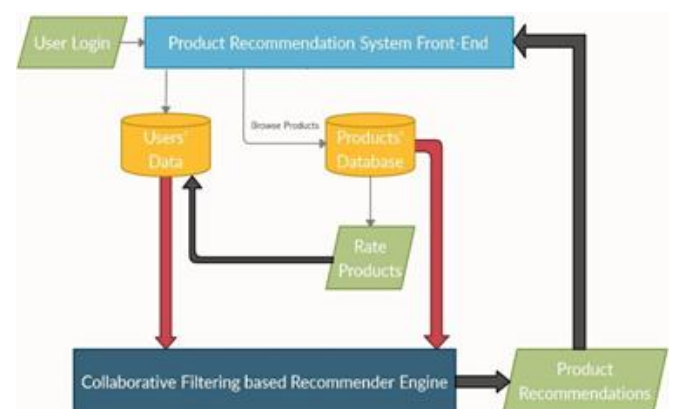 User Login
Product Recommendation System Front-End
Browse Products
Users'
Data
Products'
Database
Rate
Products
Collaborative Filtering based Recommender Engine
Product
Recommendations